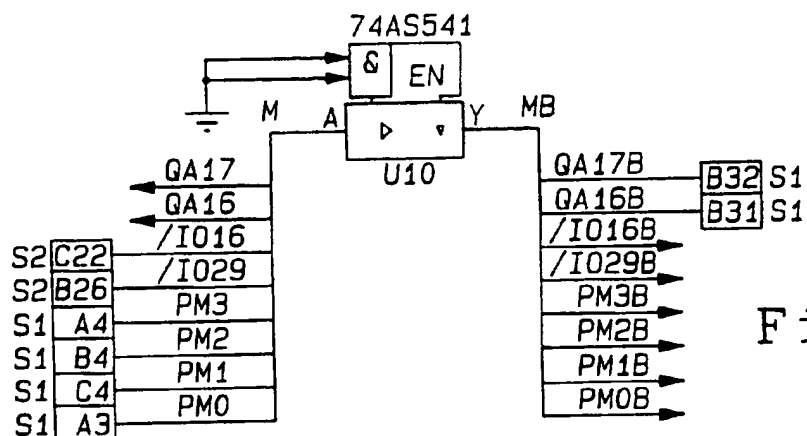 74AS541
& EN
M A Y MB
U10
QA17 QA17B B32 S1
QA16 QA16B B31 S1
S2 C22 /IO16 /IO16B
S2 B26 /IO29 /IO29B
S1 A4 PM3 PM3B
S1 B4 PM2 PM2B
S1 C4 PM1 PM1B
S1 A3 PM0 PM0B